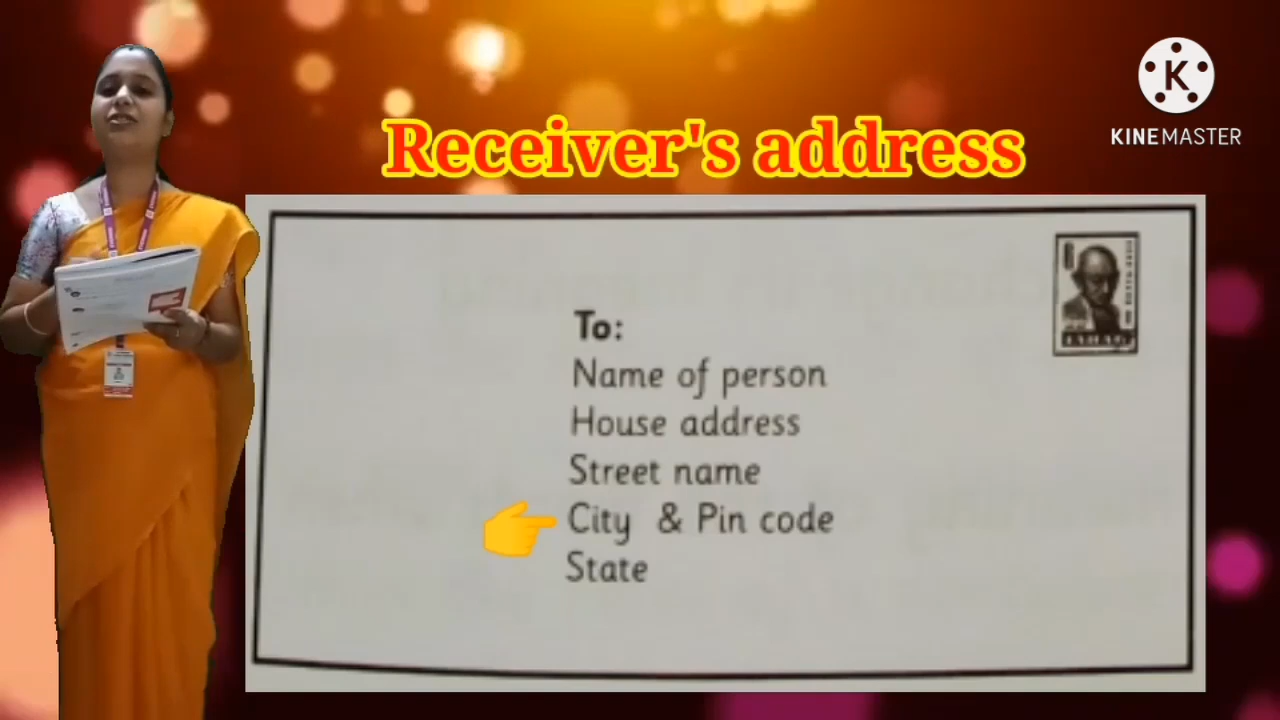 Receiver's address
KINEMASTER
To:
Name of person
House address
Street name
City & Pin code
State